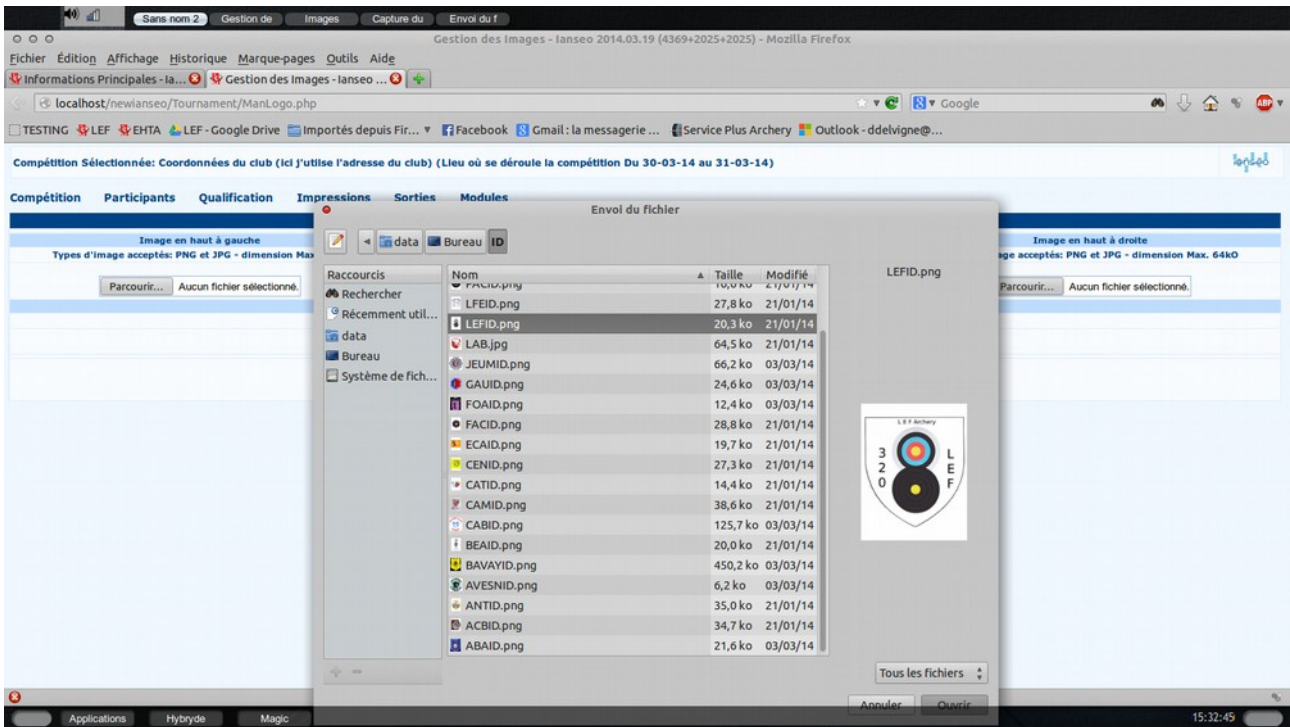 Sans nom 2 Gestion de Images Capture du Envoi du f
Gestion des Images - Ianseo 2014.03.19 (4369+2025+2025) - Mozilla Firefox
Fichier Édition Affichage Historique Marque-pages Outils Aide
Informations Principales - Ia... Gestion des Images - Ianseo ...
localhost/newianseo/Tournament/ManLogo.php Google ABP
TESTING LEF EHTA LEF - Google Drive Importés depuis Fir... Facebook Gmail : la messagerie ... Service Plus Archery Outlook - ddelvigne@...
Compétition Sélectionnée: Coordonnées du club (ici j'utilse l'adresse du club) (Lieu où se déroule la compétition Du 30-03-14 au 31-03-14) Ianseo
Compétition Participants Qualification Impressions Sorties Modules
Envoi du fichier
Image en haut à gauche
Types d'image acceptés: PNG et JPG - dimension Max
Parcourir... Aucun fichier sélectionné.
Image en haut à droite
age acceptés: PNG et JPG - dimension Max. 64kO
Parcourir... Aucun fichier sélectionné.
data Bureau ID
Raccourcis
Rechercher
Récemment util...
data
Bureau
Système de fich...
Nom Taille Modifié
FACID.png 21/01/14
LFEID.png 27,8 ko 21/01/14
LEFID.png 20,3 ko 21/01/14
LAB.jpg 64,5 ko 21/01/14
JEUMID.png 66,2 ko 03/03/14
GAUID.png 24,6 ko 03/03/14
FOAID.png 12,4 ko 03/03/14
FACID.png 28,8 ko 21/01/14
ECAID.png 19,7 ko 21/01/14
CENID.png 27,3 ko 21/01/14
CATID.png 14,4 ko 21/01/14
CAMID.png 38,6 ko 21/01/14
CABID.png 125,7 ko 03/03/14
BEAID.png 20,0 ko 21/01/14
BAVAYID.png 450,2 ko 03/03/14
AVESNID.png 6,2 ko 03/03/14
ANTID.png 35,0 ko 21/01/14
ACBID.png 34,7 ko 21/01/14
ABAID.png 21,6 ko 03/03/14
LEFID.png
L E F Archery
320
LEF
Tous les fichiers
Annuler Ouvrir
Applications Hybryde Magic 15:32:45